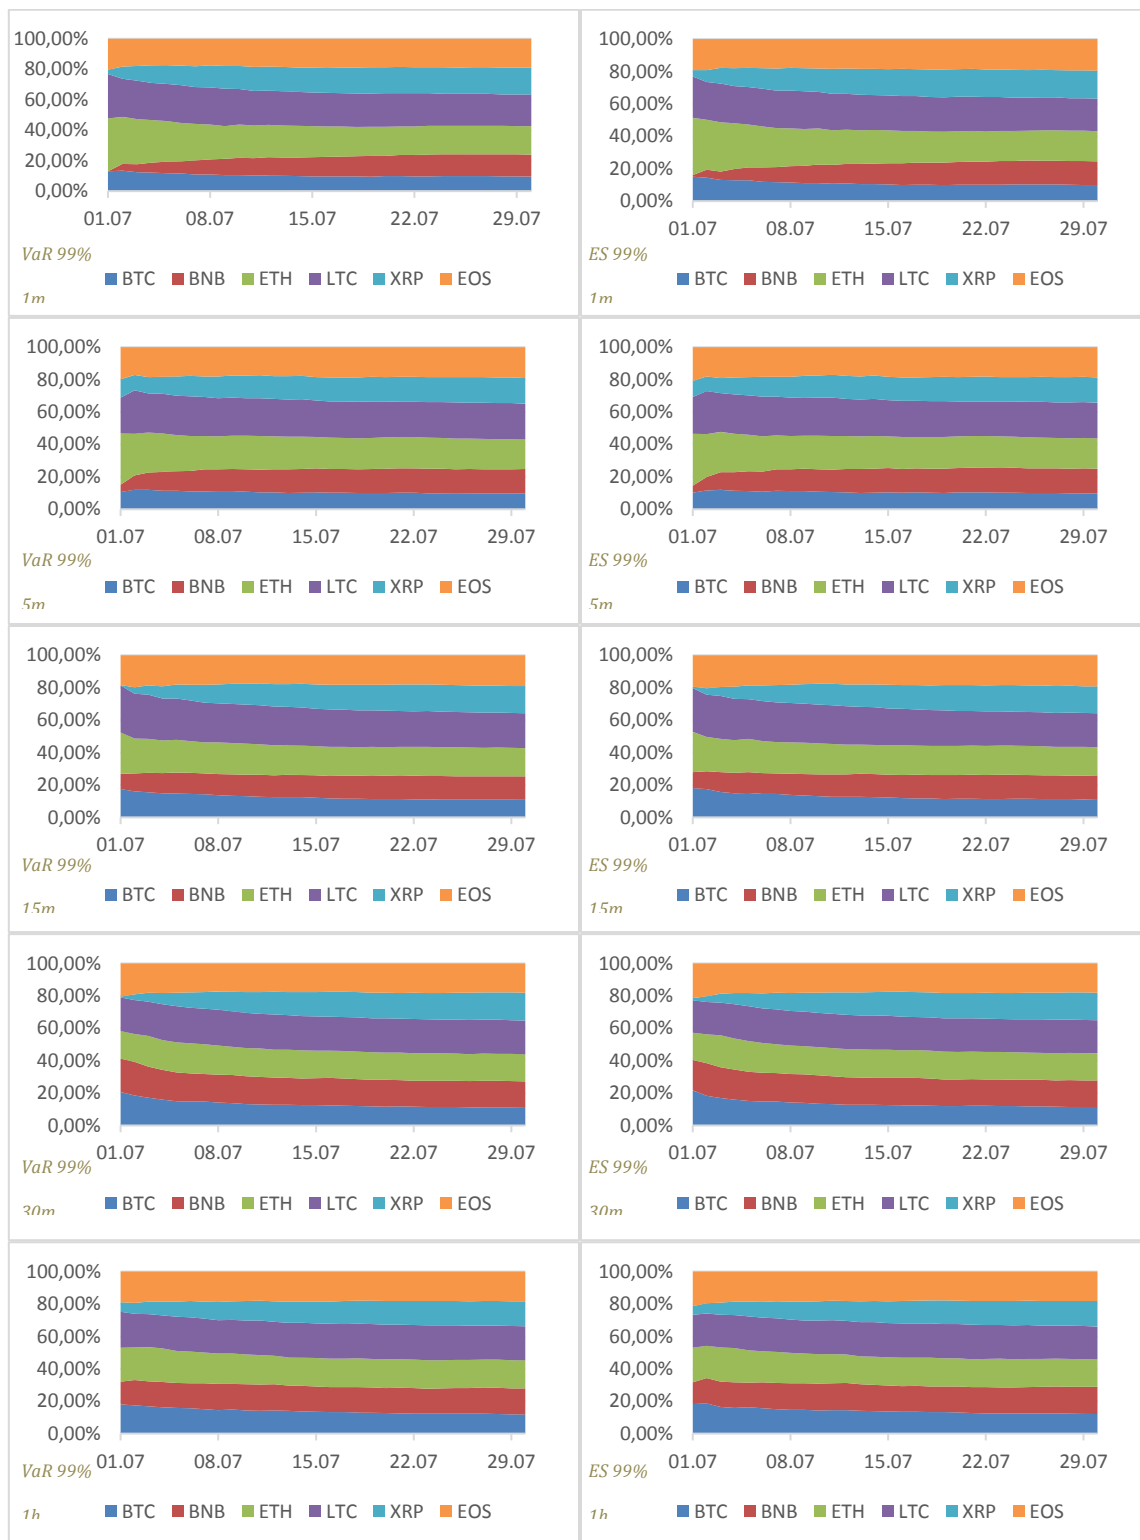 100,00%
80,00%
60,00%
40,00%
20,00%
0,00%
01.07 08.07 15.07 22.07 29.07
VaR 99%
BTC BNB ETH LTC XRP EOS
1m
100,00%
80,00%
60,00%
40,00%
20,00%
0,00%
01.07 08.07 15.07 22.07 29.07
ES 99%
BTC BNB ETH LTC XRP EOS
1m
100,00%
80,00%
60,00%
40,00%
20,00%
0,00%
01.07 08.07 15.07 22.07 29.07
VaR 99%
BTC BNB ETH LTC XRP EOS
5m
100,00%
80,00%
60,00%
40,00%
20,00%
0,00%
01.07 08.07 15.07 22.07 29.07
ES 99%
BTC BNB ETH LTC XRP EOS
5m
100,00%
80,00%
60,00%
40,00%
20,00%
0,00%
01.07 08.07 15.07 22.07 29.07
VaR 99%
BTC BNB ETH LTC XRP EOS
15m
100,00%
80,00%
60,00%
40,00%
20,00%
0,00%
01.07 08.07 15.07 22.07 29.07
ES 99%
BTC BNB ETH LTC XRP EOS
15m
100,00%
80,00%
60,00%
40,00%
20,00%
0,00%
01.07 08.07 15.07 22.07 29.07
VaR 99%
BTC BNB ETH LTC XRP EOS
30m
100,00%
80,00%
60,00%
40,00%
20,00%
0,00%
01.07 08.07 15.07 22.07 29.07
ES 99%
BTC BNB ETH LTC XRP EOS
30m
100,00%
80,00%
60,00%
40,00%
20,00%
0,00%
01.07 08.07 15.07 22.07 29.07
VaR 99%
BTC BNB ETH LTC XRP EOS
1h
100,00%
80,00%
60,00%
40,00%
20,00%
0,00%
01.07 08.07 15.07 22.07 29.07
ES 99%
BTC BNB ETH LTC XRP EOS
1h